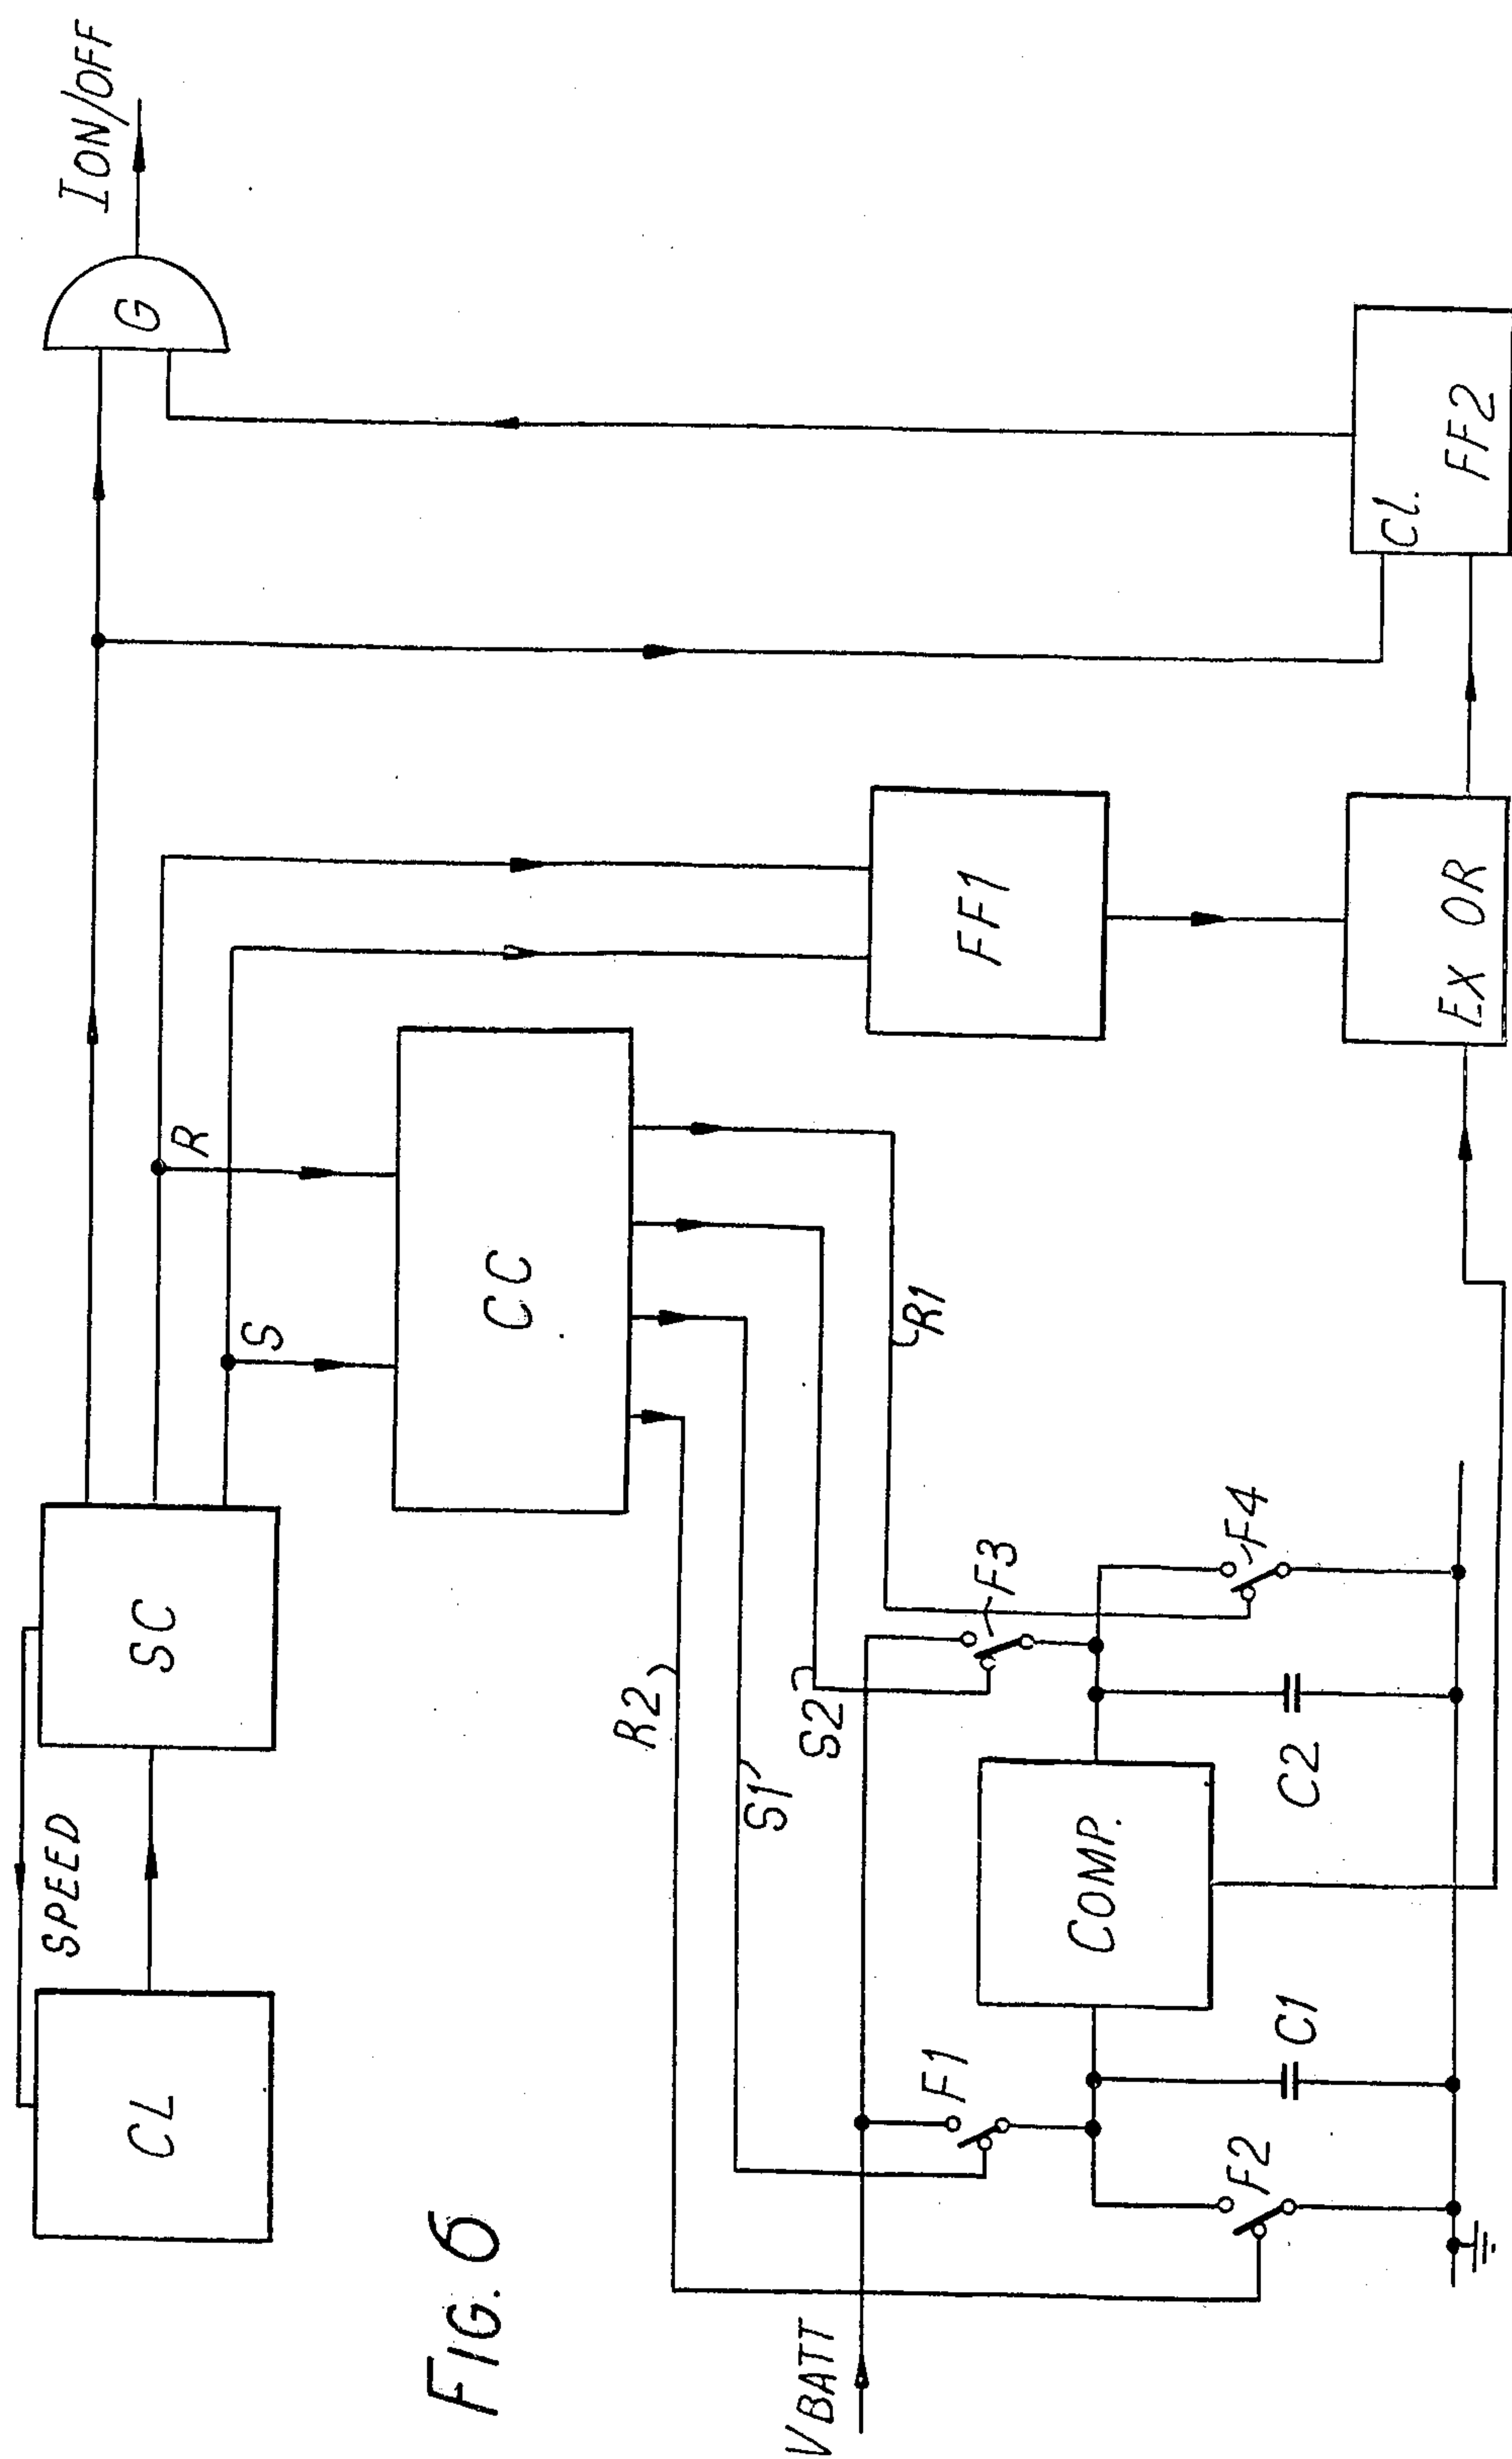 CL
SPEED
SC
R
S
CC
G
ION/OFF
FIG. 6
R2
S1
S2
R1
FF1
VBATT
F1
F2
F3
F4
COMP.
C1
C2
EX OR
CL.
FF2